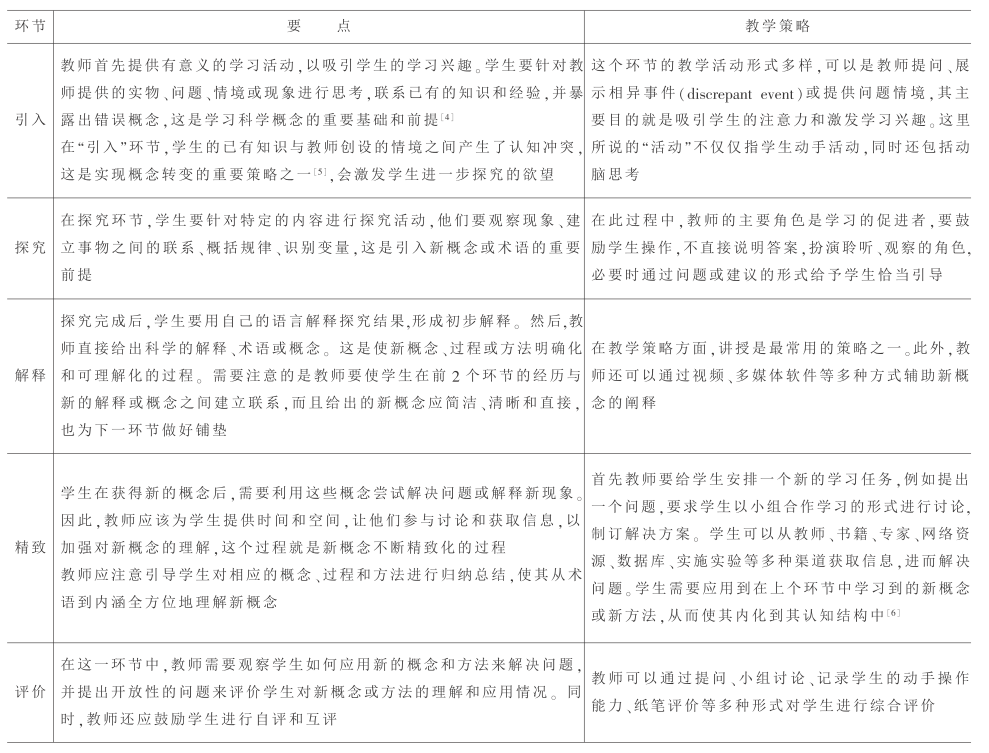 环节 要 点 教学策略
引入
教师首先提供有意义的学习活动,以吸引学生的学习兴趣。学生要针对教
师提供的实物、问题、情境或现象进行思考,联系已有的知识和经验,并暴
露出错误概念,这是学习科学概念的重要基础和前提[4]
在“引入”环节,学生的已有知识与教师创设的情境之间产生了认知冲突,
这是实现概念转变的重要策略之一[5],会激发学生进一步探究的欲望
这个环节的教学活动形式多样,可以是教师提问、展
示相异事件(discrepant event)或提供问题情境,其主
要目的就是吸引学生的注意力和激发学习兴趣。这里
所说的“活动”不仅仅指学生动手活动,同时还包括动
脑思考
探究
在探究环节,学生要针对特定的内容进行探究活动,他们要观察现象、建
立事物之间的联系、概括规律、识别变量,这是引入新概念或术语的重要
前提
在此过程中,教师的主要角色是学习的促进者,要鼓
励学生操作,不直接说明答案,扮演聆听、观察的角色,
必要时通过问题或建议的形式给予学生恰当引导
解释
探究完成后,学生要用自己的语言解释探究结果,形成初步解释。然后,教
师直接给出科学的解释、术语或概念。这是使新概念、过程或方法明确化
和可理解化的过程。需要注意的是教师要使学生在前 2 个环节的经历与
新的解释或概念之间建立联系,而且给出的新概念应简洁、清晰和直接,
也为下一环节做好铺垫
在教学策略方面,讲授是最常用的策略之一。此外,教
师还可以通过视频、多媒体软件等多种方式辅助新概
念的阐释
精致
学生在获得新的概念后,需要利用这些概念尝试解决问题或解释新现象。
因此,教师应该为学生提供时间和空间,让他们参与讨论和获取信息,以
加强对新概念的理解,这个过程就是新概念不断精致化的过程
教师应注意引导学生对相应的概念、过程和方法进行归纳总结,使其从术
语到内涵全方位地理解新概念
首先教师要给学生安排一个新的学习任务,例如提出
一个问题,要求学生以小组合作学习的形式进行讨论,
制订解决方案。学生可以从教师、书籍、专家、网络资
源、数据库、实施实验等多种渠道获取信息,进而解决
问题。学生需要应用到在上个环节中学习到的新概念
或新方法,从而使其内化到其认知结构中[6]
评价
在这一环节中,教师需要观察学生如何应用新的概念和方法来解决问题,
并提出开放性的问题来评价学生对新概念或方法的理解和应用情况。同
时,教师还应鼓励学生进行自评和互评
教师可以通过提问、小组讨论、记录学生的动手操作
能力、纸笔评价等多种形式对学生进行综合评价